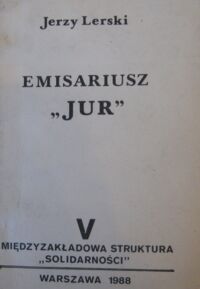 Jerzy Lerski
EMISARIUSZ
„JUR”
V
MIĘDZYZAKŁADOWA STRUKTURA
„SOLIDARNOŚCI”
WARSZAWA 1988